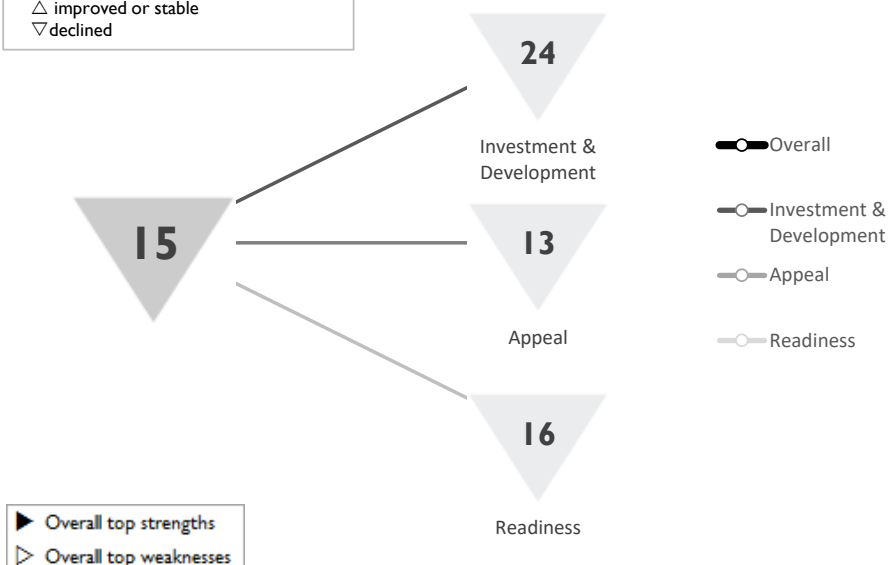 △ improved or stable
▽ declined
24
Investment &
Development
15
13
Appeal
16
Readiness
Overall
Investment &
Development
Appeal
Readiness
▶ Overall top strengths
▷ Overall top weaknesses